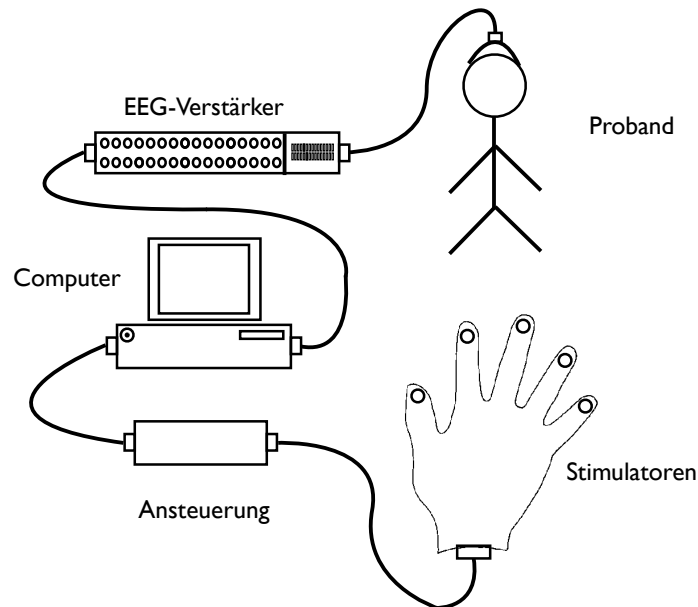 EEG-Verstärker
Proband
Computer
Stimulatoren
Ansteuerung